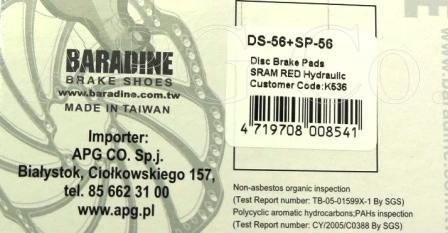 BARADINE
BRAKE SHOES
www.baradine.com.tw
MADE IN TAIWAN
Importer:
APG CO. Sp.j.
Białystok, Ciołkowskiego 157,
tel. 85 662 31 00
www.apg.pl
DS-56+SP-56
Disc Brake Pads
SRAM RED Hydraulic
Customer Code:K636
4 719708 008541
Non-asbestos organic inspection
(Test Report number: TB-05-01599X-1 By SGS)
Polycyclic aromatic hydrocarbons;PAHs inspection
(Test Report number: CY/2005/C0388 By SGS)